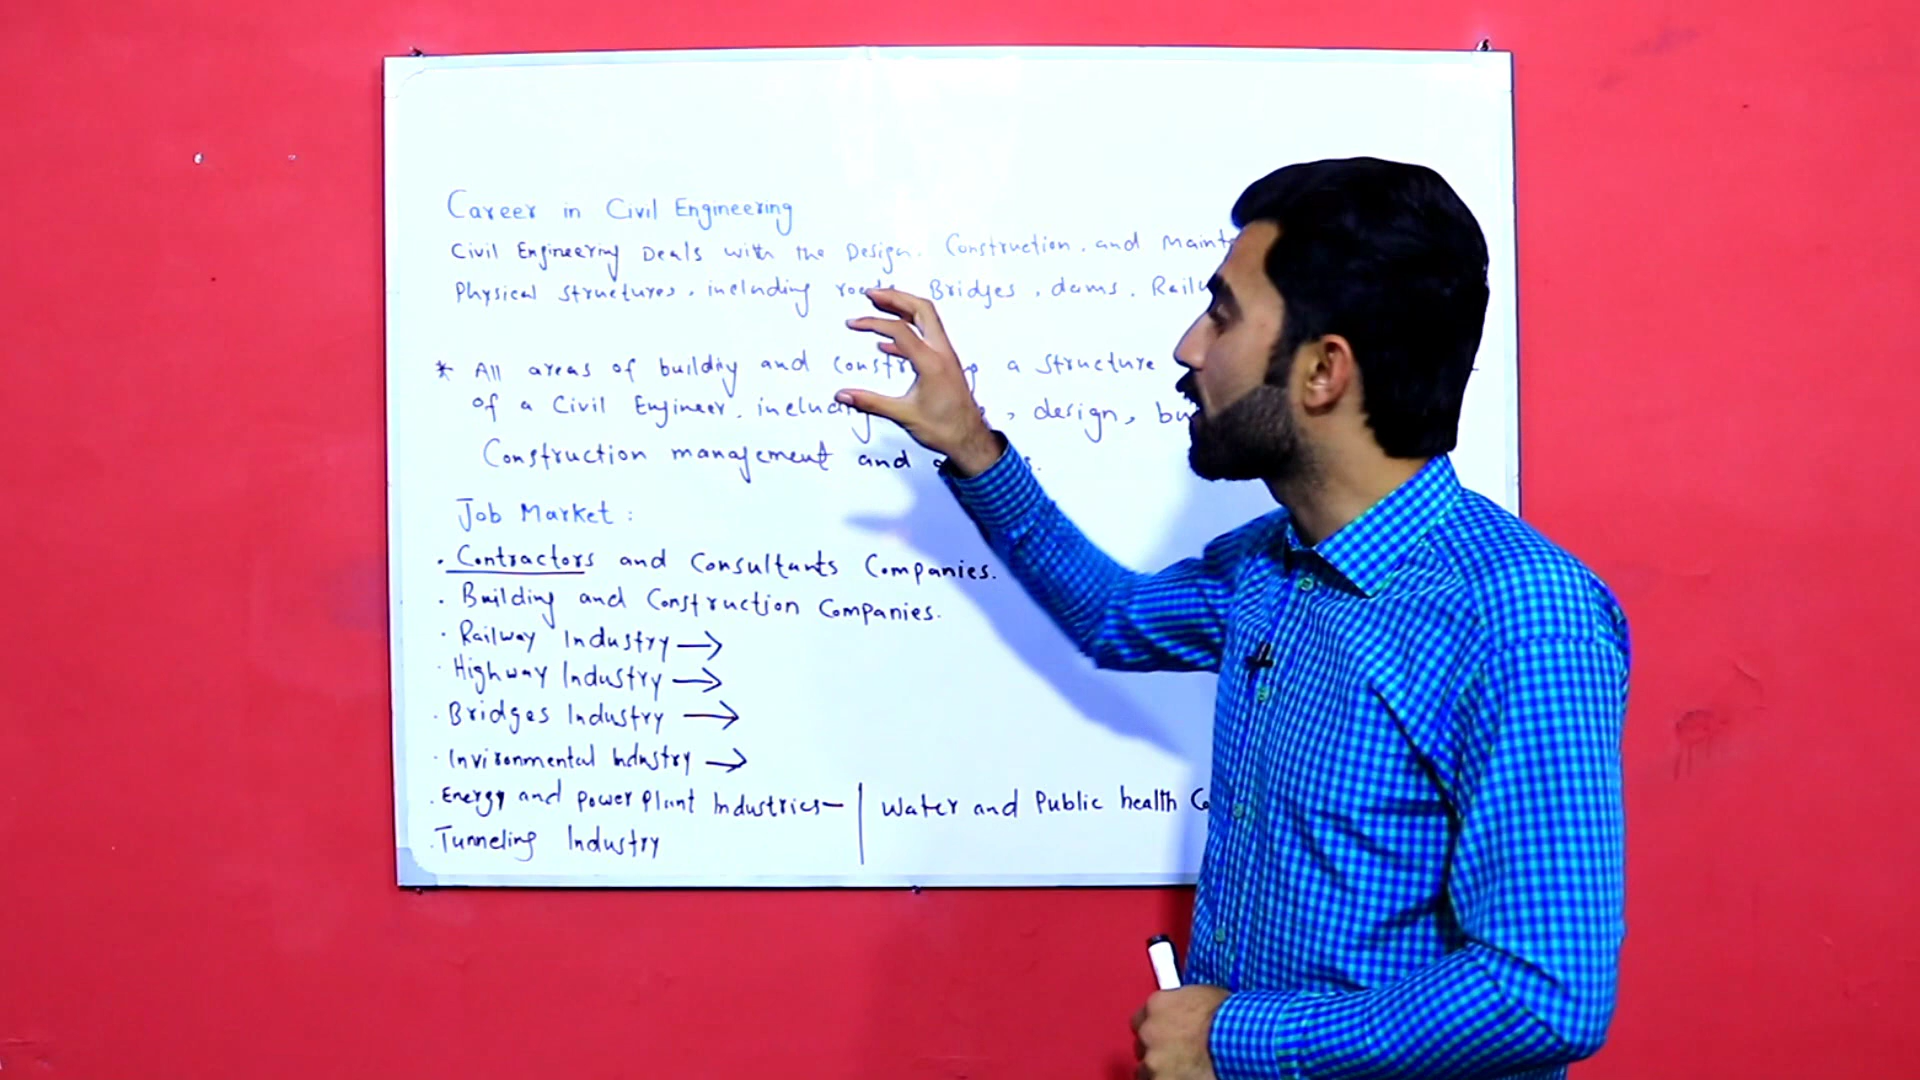 Career in Civil Engineering
Civil Engineering Deals with the Design, Construction, and
Physical structures, including roads Bridges, dams,
* All areas of building and a structure
of a Civil Engineer, including , design,
Construction management and
Job Market:
. Contractors and Consultants Companies.
. Building and Construction Companies.
. Railway Industry →
. Highway Industry →
. Bridges Industry →
. Invironmental Industry →
. Energy and power plant Industries— | Water and Public health
. Tunneling Industry